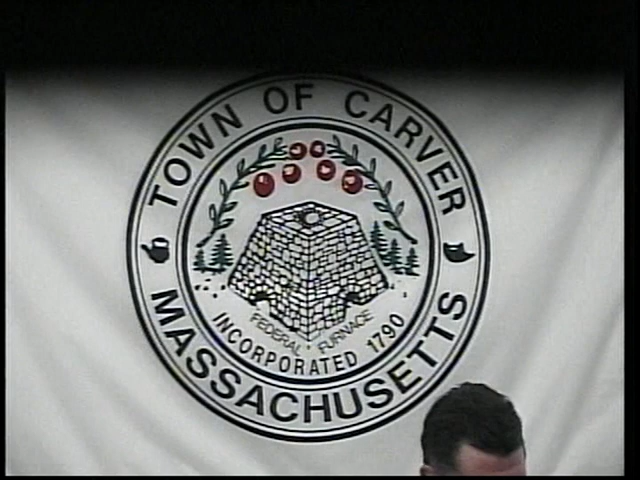 TOWN OF CARVER
FEDERAL FURNACE
INCORPORATED 1790
MASSACHUSETTS